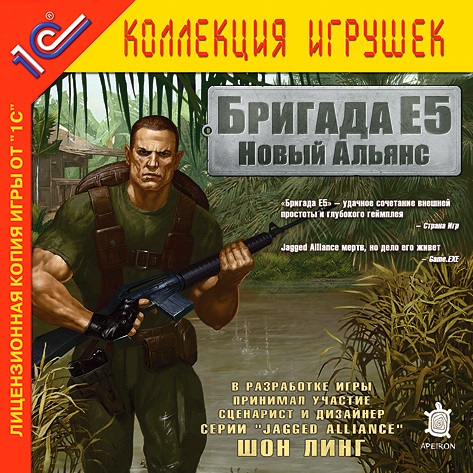 1С®
КОЛЛЕКЦИЯ ИГРУШЕК
ЛИЦЕНЗИОННАЯ КОПИЯ ИГРЫ ОТ "1С"
БРИГАДА Е5
НОВЫЙ АЛЬЯНС
«Бригада Е5» – удачное сочетание внешней
простоты и глубокого геймплея
– Страна Игр
Jagged Alliance мертв, но дело его живет
– Game.EXE
В РАЗРАБОТКЕ ИГРЫ
ПРИНИМАЛ УЧАСТИЕ
СЦЕНАРИСТ И ДИЗАЙНЕР
СЕРИИ "JAGGED ALLIANCE"
ШОН ЛИНГ
APEIRON